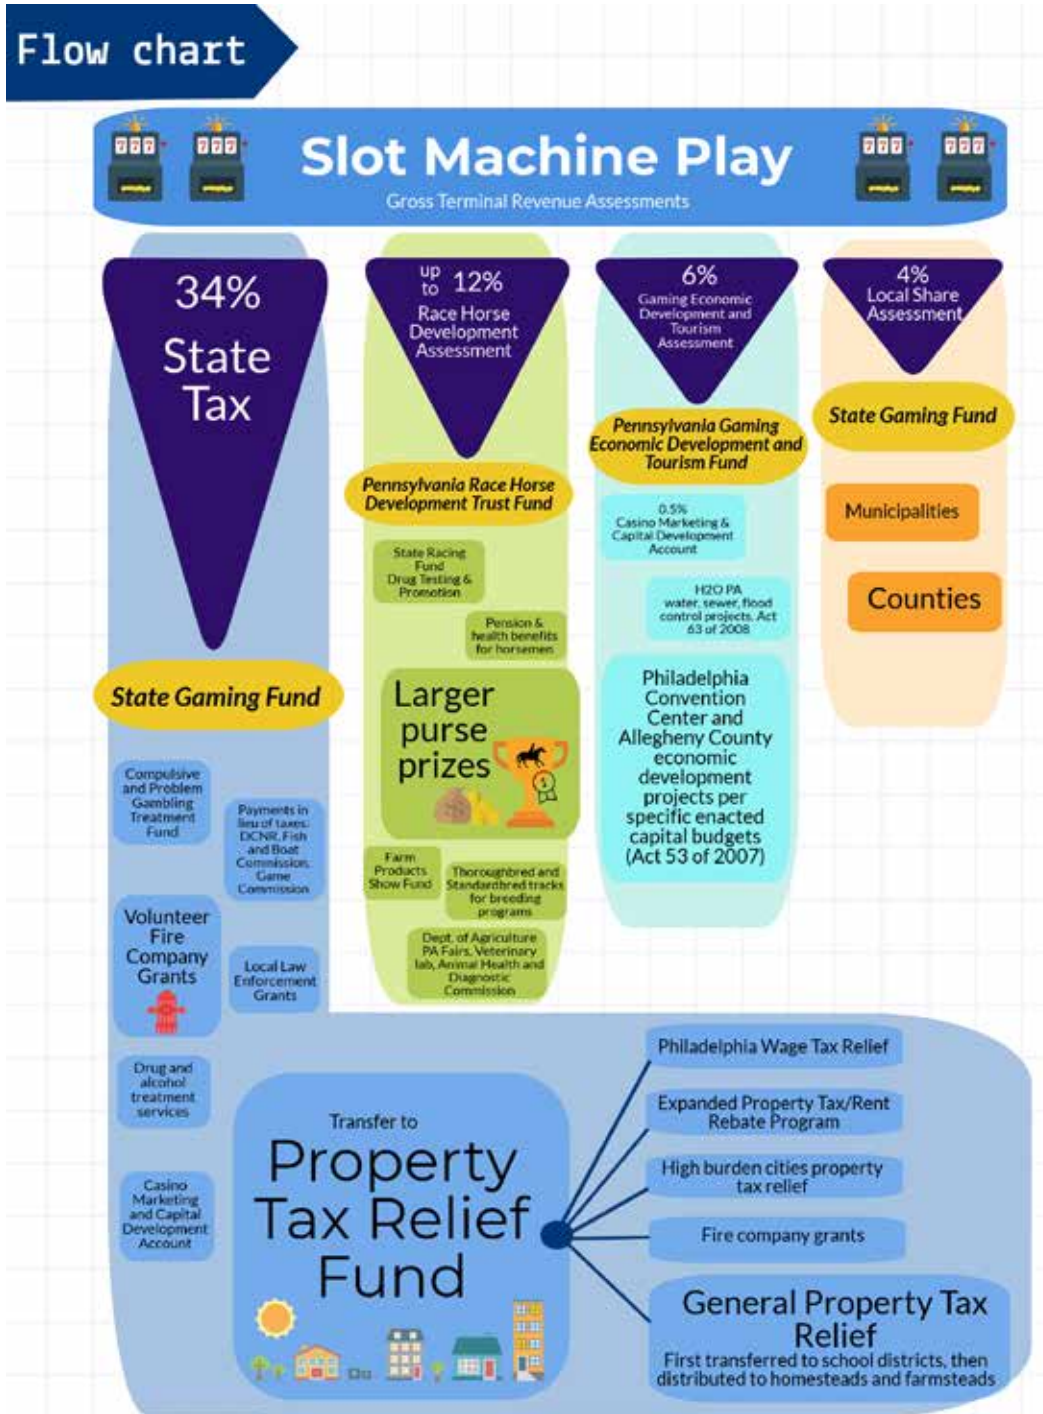 Flow chart
777
777
Slot Machine Play
777
777
Gross Terminal Revenue Assessments
34%
State
Tax
State Gaming Fund
Compulsive
and Problem
Gambling
Treatment
Fund
Payments in
lieu of taxes:
DCNR, Fish
and Boat
Commission,
Game
Commission
Volunteer
Fire
Company
Grants
Local Law
Enforcement
Grants
Drug and
alcohol
treatment
services
Casino
Marketing
and Capital
Development
Account
up
to 12%
Race Horse
Development
Assessment
Pennsylvania Race Horse
Development Trust Fund
State Racing
Fund
Drug Testing &
Promotion
Pension &
health benefits
for horsemen
Larger
purse
prizes
Farm
Products
Show Fund
Thoroughbred and
Standardbred tracks
for breeding
programs
Dept. of Agriculture
PA Fairs, Veterinary
lab, Animal Health and
Diagnostic
Commission
6%
Gaming Economic
Development and
Tourism
Assessment
Pennsylvania Gaming
Economic Development and
Tourism Fund
0.5%
Casino Marketing &
Capital Development
Account
H2O PA
water, sewer, flood
control projects, Act
63 of 2008
Philadelphia
Convention
Center and
Allegheny County
economic
development
projects per
specific enacted
capital budgets
(Act 53 of 2007)
4%
Local Share
Assessment
State Gaming Fund
Municipalities
Counties
Transfer to
Property
Tax Relief
Fund
Philadelphia Wage Tax Relief
Expanded Property Tax/Rent
Rebate Program
High burden cities property
tax relief
Fire company grants
General Property Tax
Relief
First transferred to school districts, then
distributed to homesteads and farmsteads